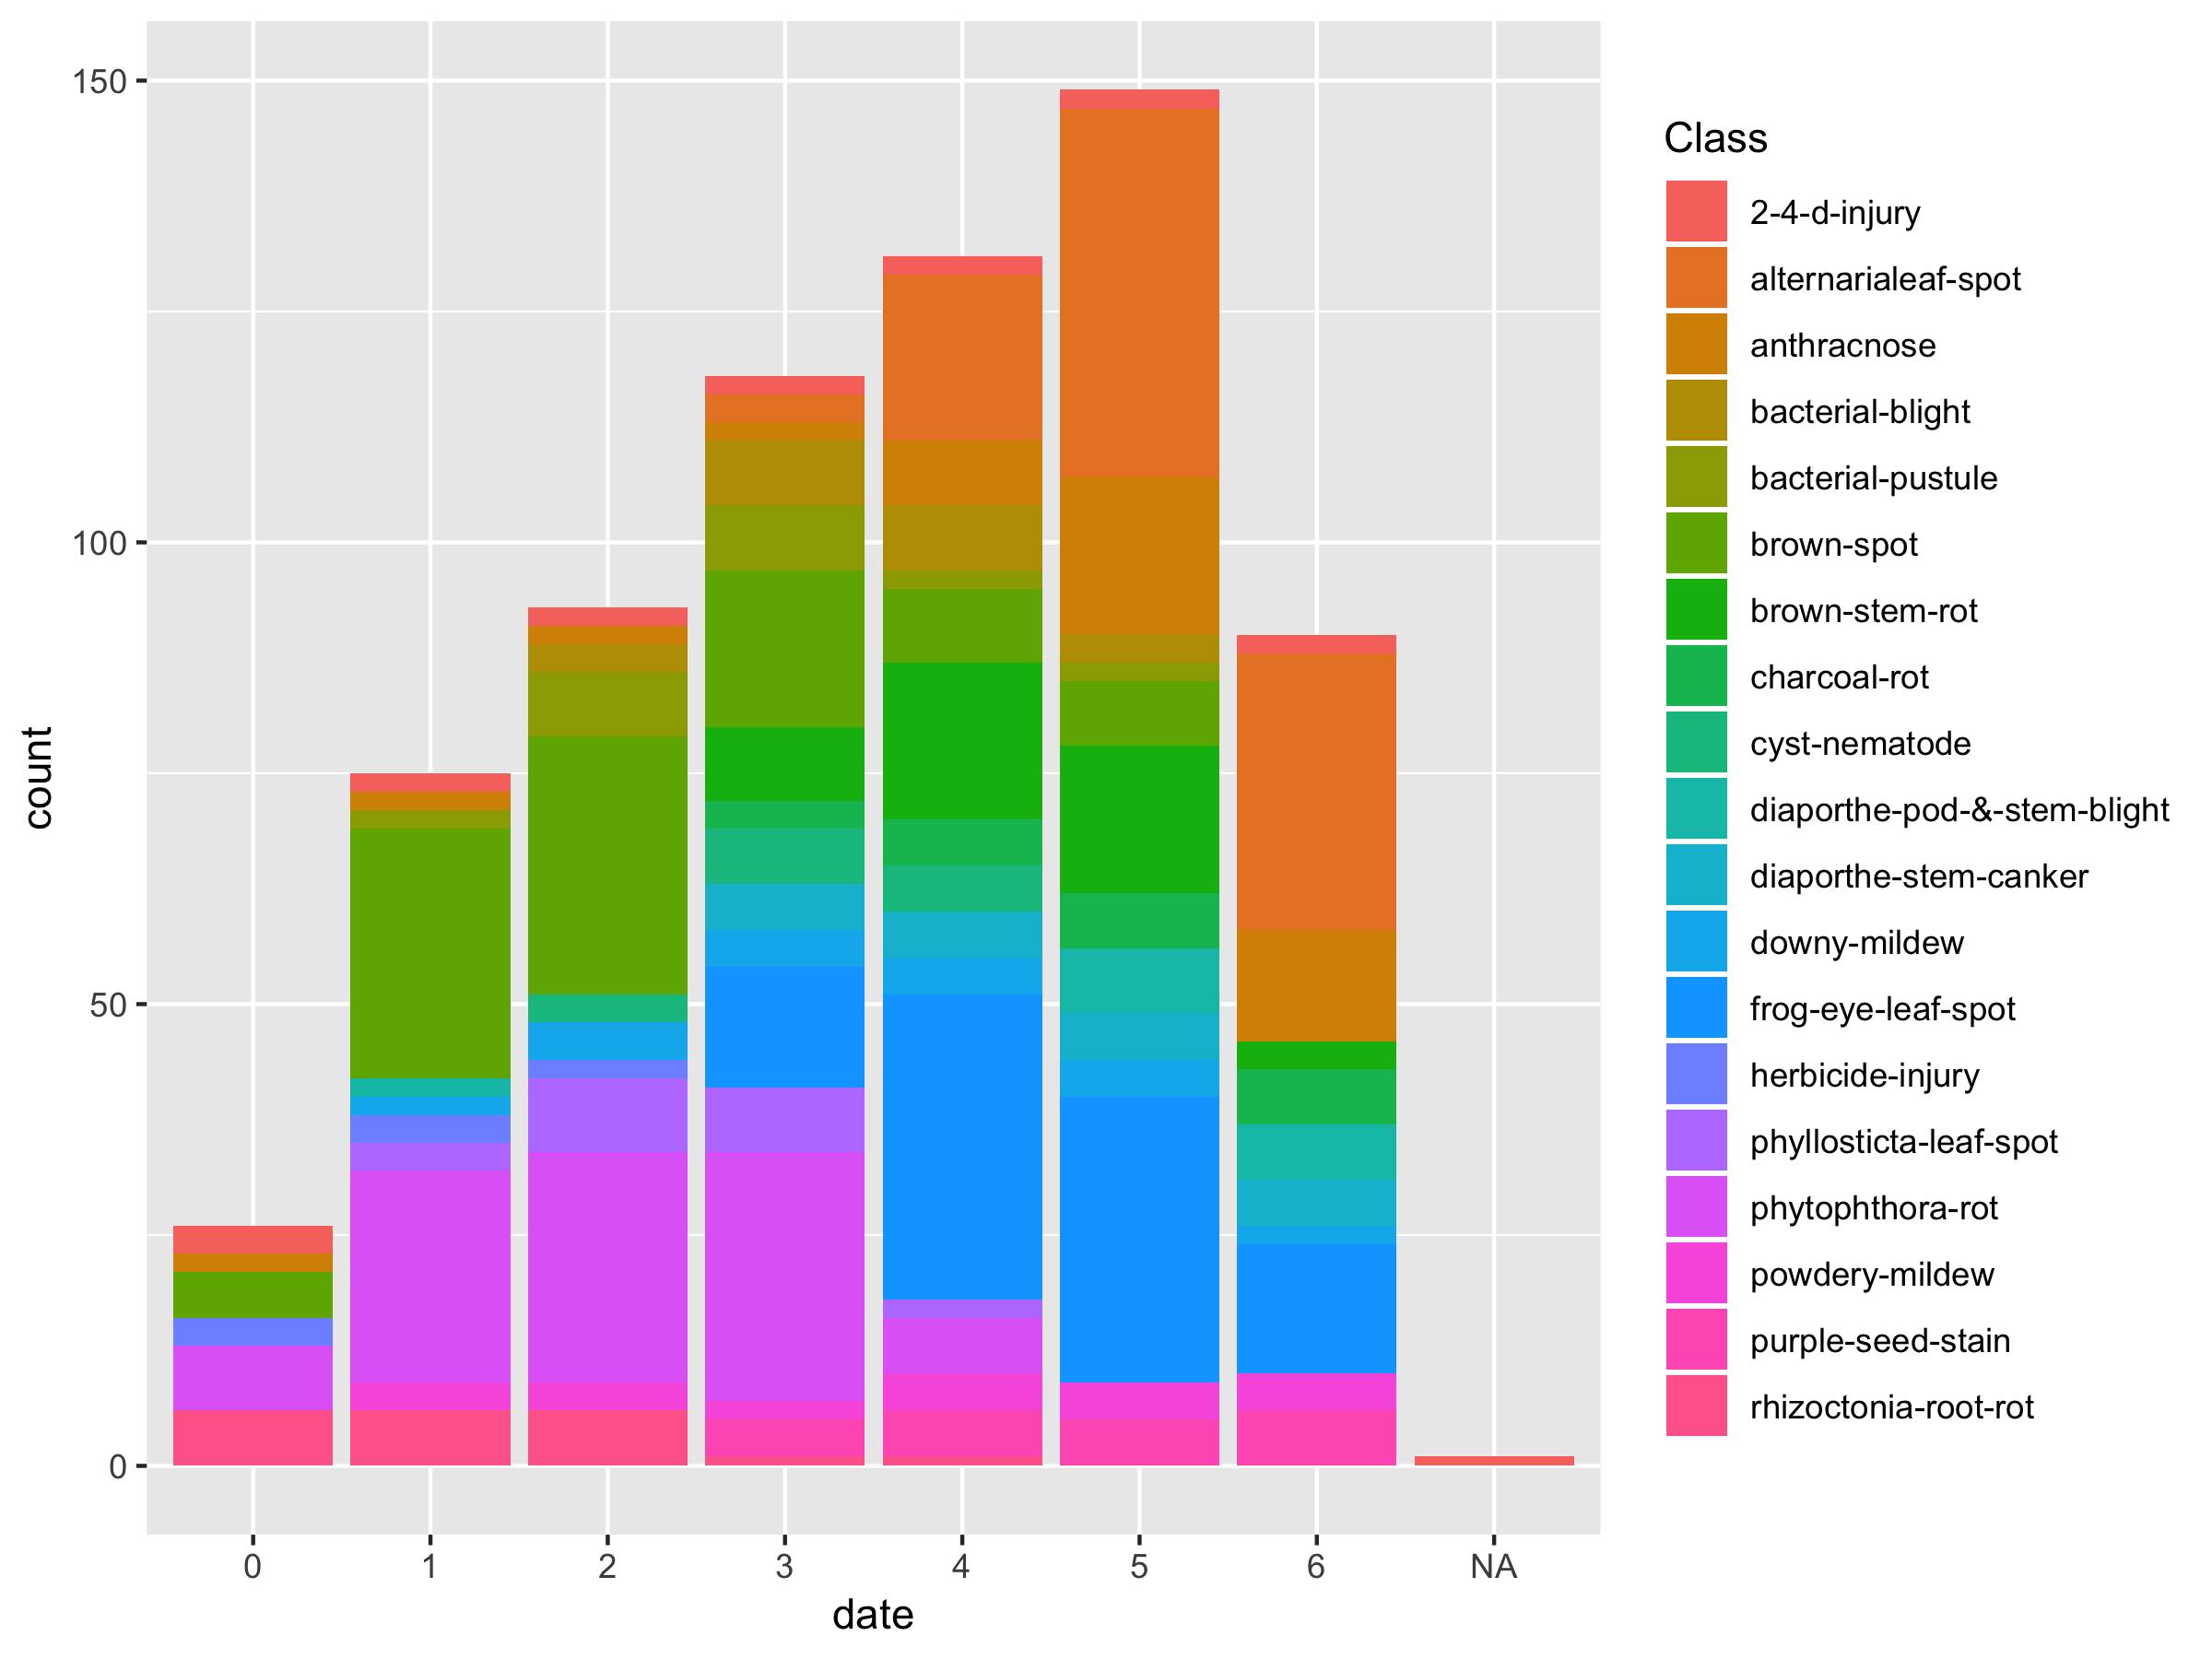 150
100
50
0
count
0 1 2 3 4 5 6 NA
date
Class
2-4-d-injury
alternarialeaf-spot
anthracnose
bacterial-blight
bacterial-pustule
brown-spot
brown-stem-rot
charcoal-rot
cyst-nematode
diaporthe-pod-&-stem-blight
diaporthe-stem-canker
downy-mildew
frog-eye-leaf-spot
herbicide-injury
phyllosticta-leaf-spot
phytophthora-rot
powdery-mildew
purple-seed-stain
rhizoctonia-root-rot